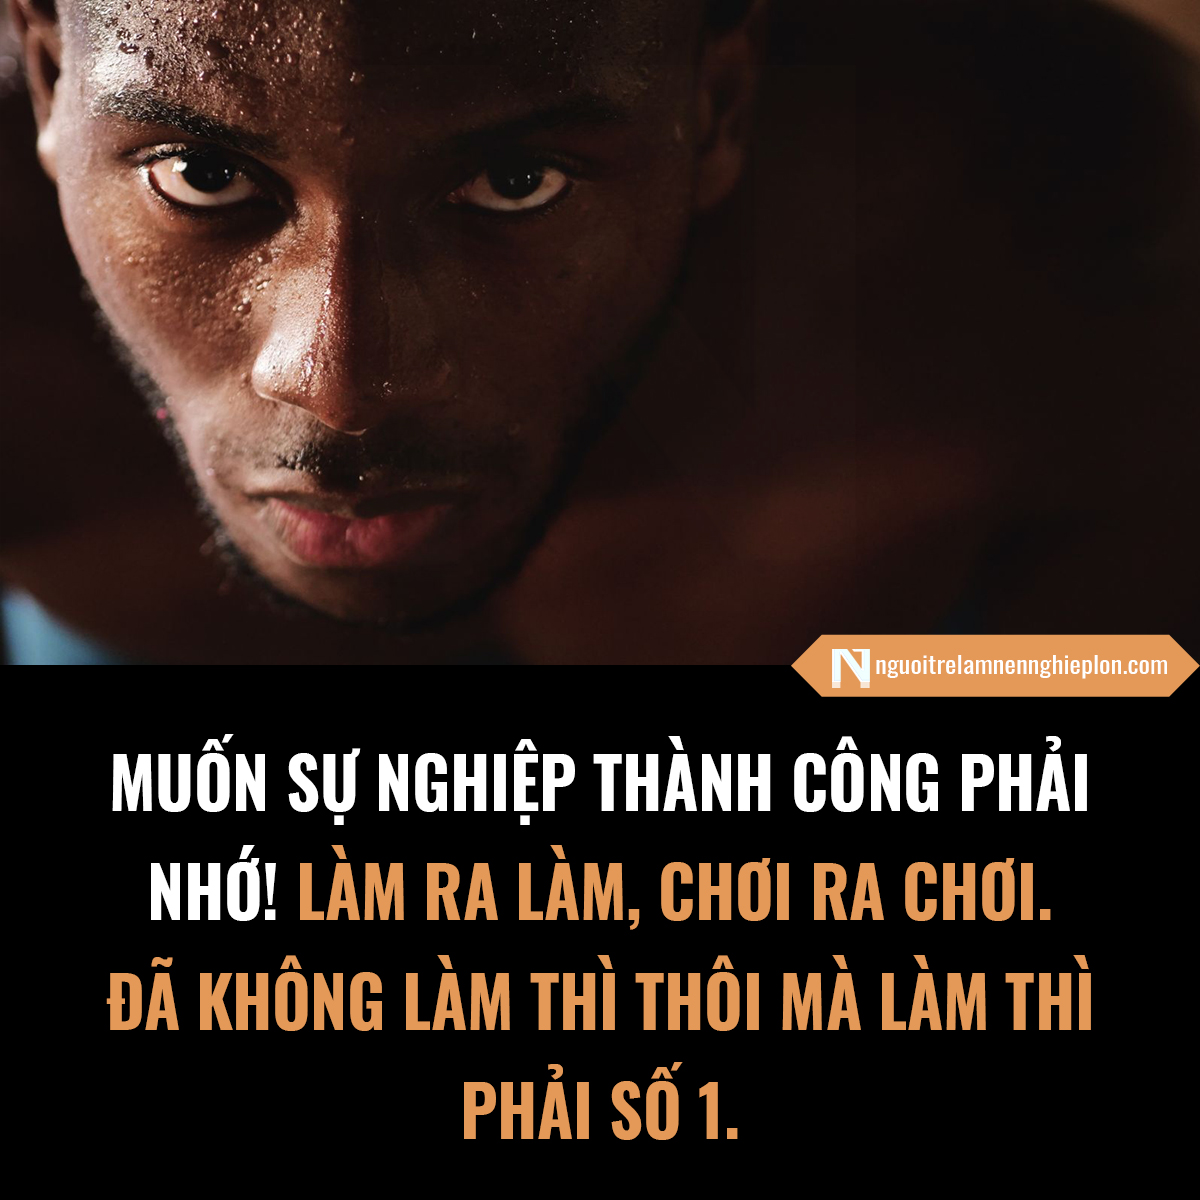 nguoitrelamnennghieplon.com
MUỐN SỰ NGHIỆP THÀNH CÔNG PHẢI
NHỚ! LÀM RA LÀM, CHƠI RA CHƠI.
ĐÃ KHÔNG LÀM THÌ THÔI MÀ LÀM THÌ
PHẢI SỐ 1.